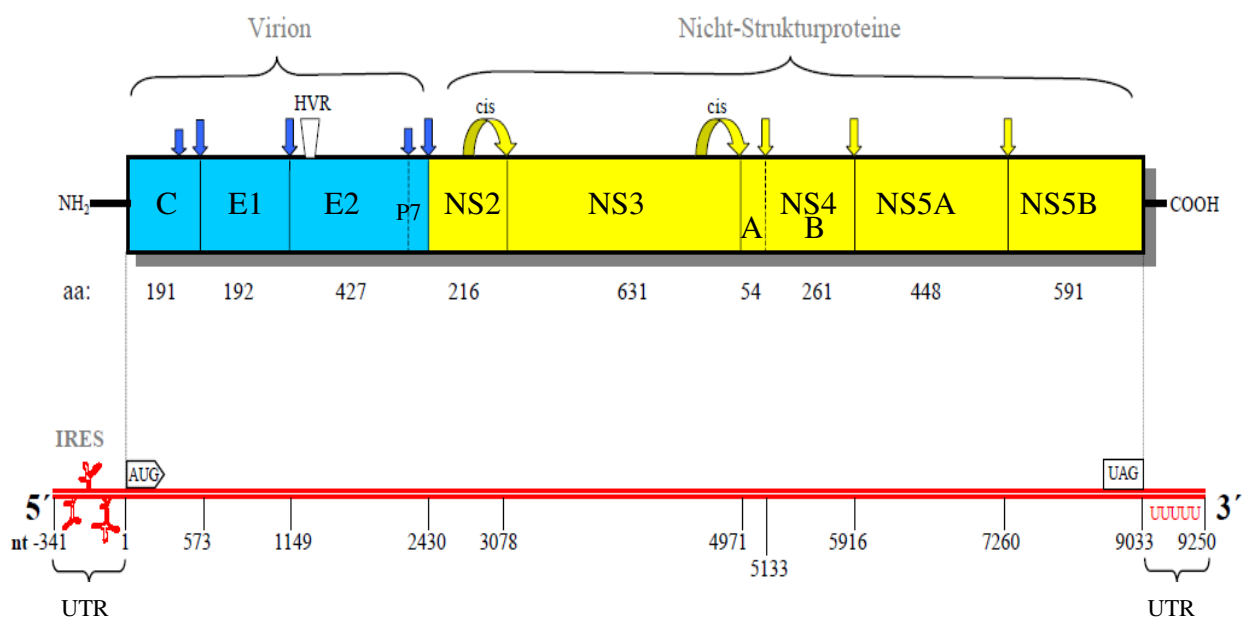 Virion Nicht-Strukturproteine
HVR cis cis
NH2 C E1 E2 P7 NS2 NS3 A NS4 NS5A NS5B COOH
B
aa: 191 192 427 216 631 54 261 448 591
IRES
AUG UAG
5´ UUUUU 3´
nt -341 1 573 1149 2430 3078 4971 5916 7260 9033 9250
5133
UTR UTR